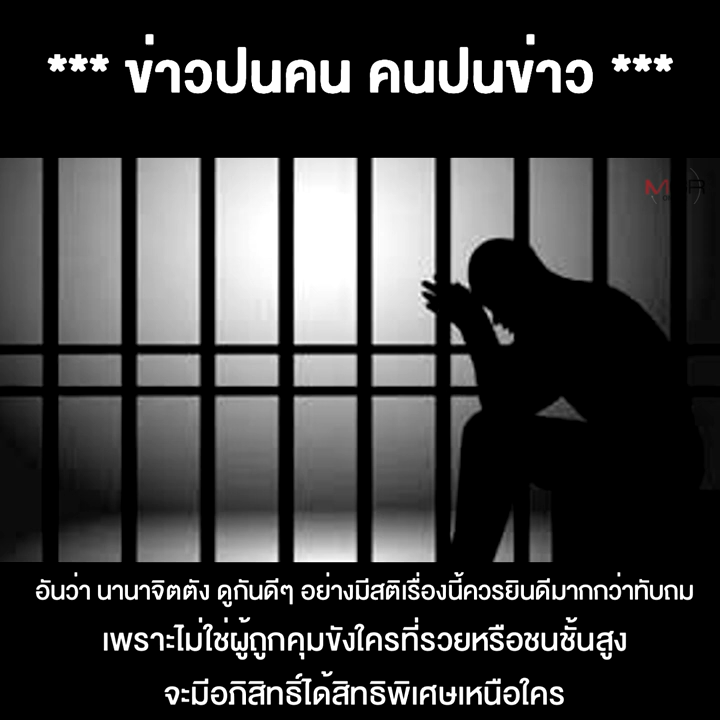 *** ข่าวปนคน คนปนข่าว ***
อันว่า นานาจิตตัง ดูกันดีๆ อย่างมีสติเรื่องนี้ควรยินดีมากกว่าทับถม
เพราะไม่ใช่ผู้ถูกคุมขังใครที่รวยหรือชนชั้นสูง
จะมีอภิสิทธิ์ได้สิทธิพิเศษเหนือใคร